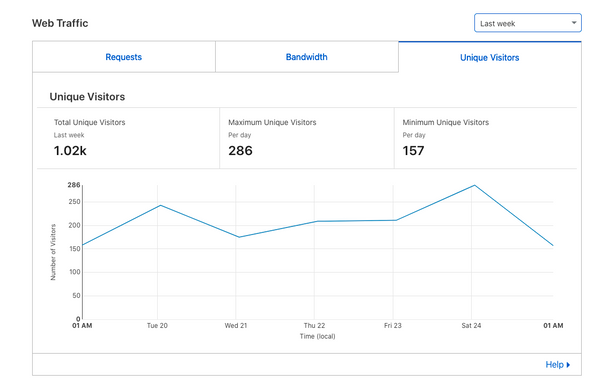 Web Traffic
Last week
Requests
Bandwidth
Unique Visitors
Unique Visitors
Total Unique Visitors
Last week
1.02k
Maximum Unique Visitors
Per day
286
Minimum Unique Visitors
Per day
157
Number of Visitors
286
250
200
150
100
50
0
01 AM
Tue 20
Wed 21
Thu 22
Fri 23
Sat 24
01 AM
Time (local)
Help